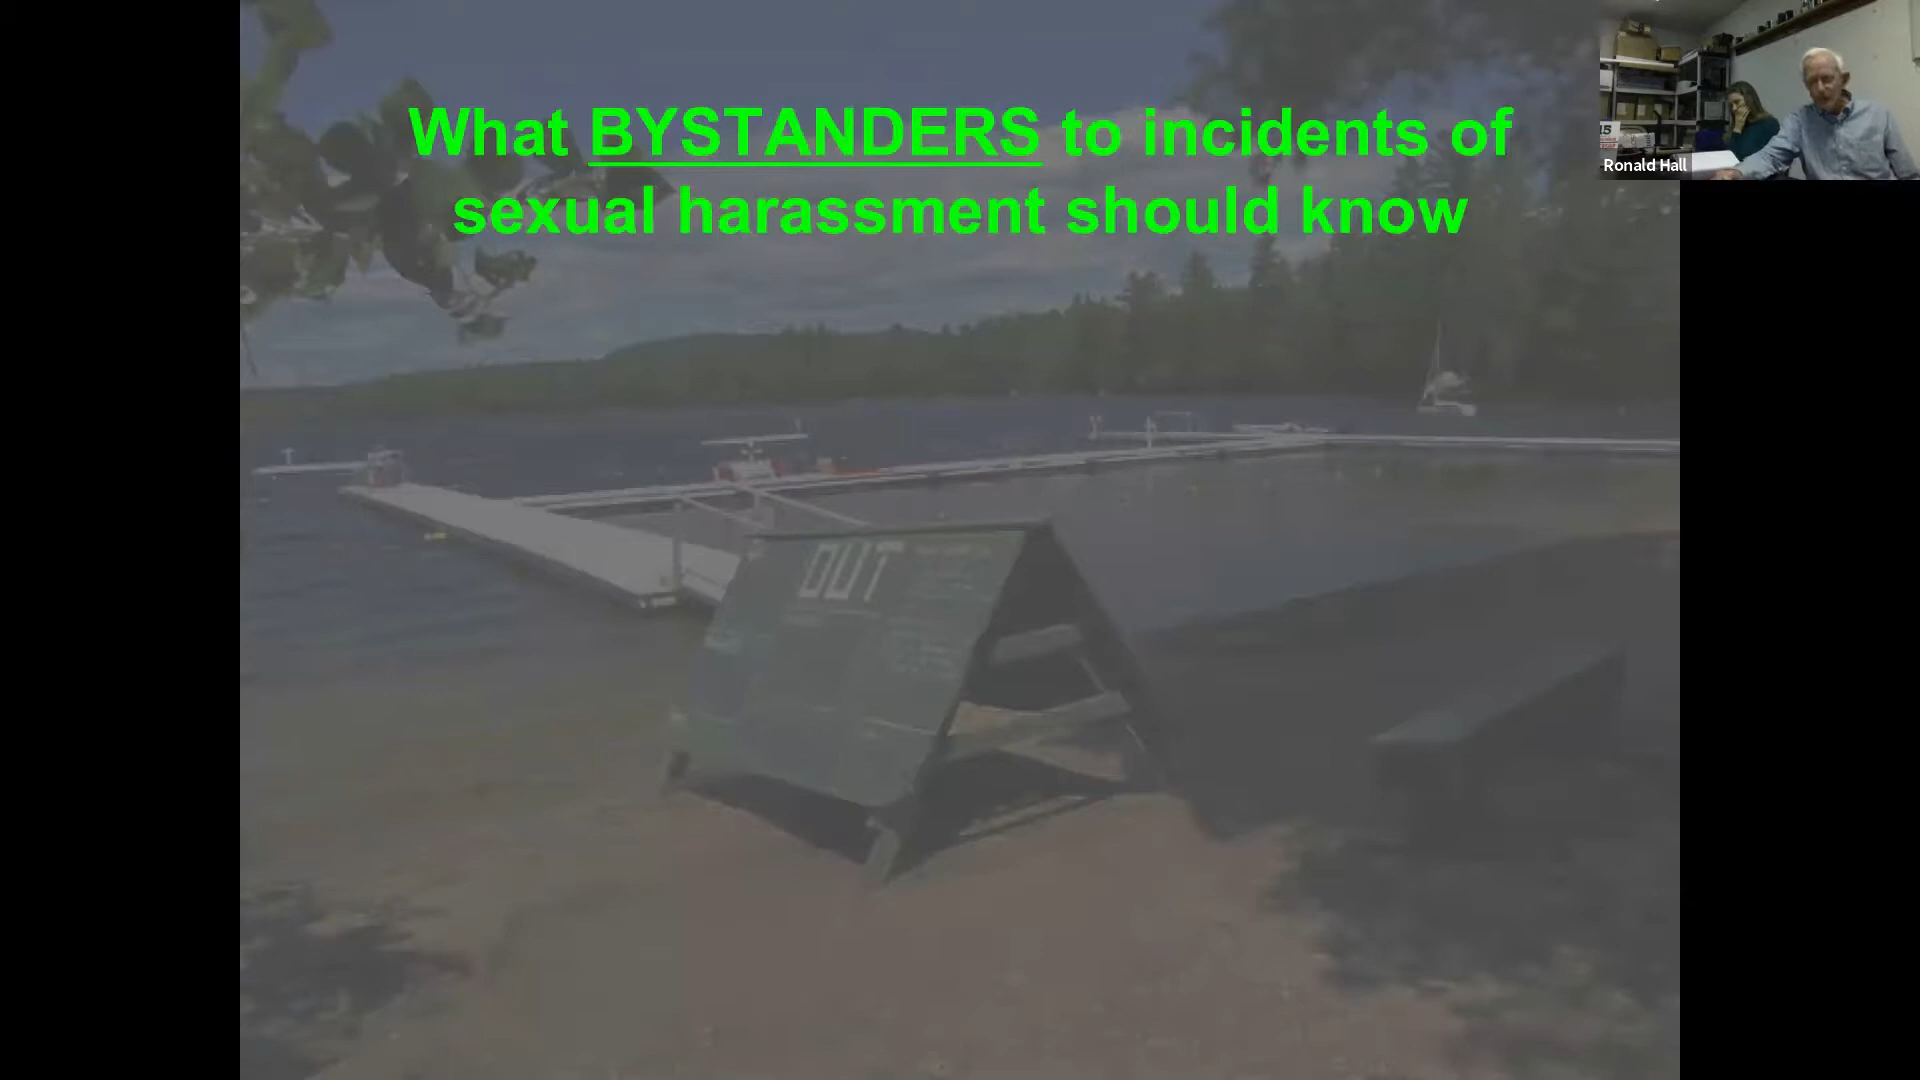 What BYSTANDERS to incidents of
sexual harassment should know
Ronald Hall
OUT